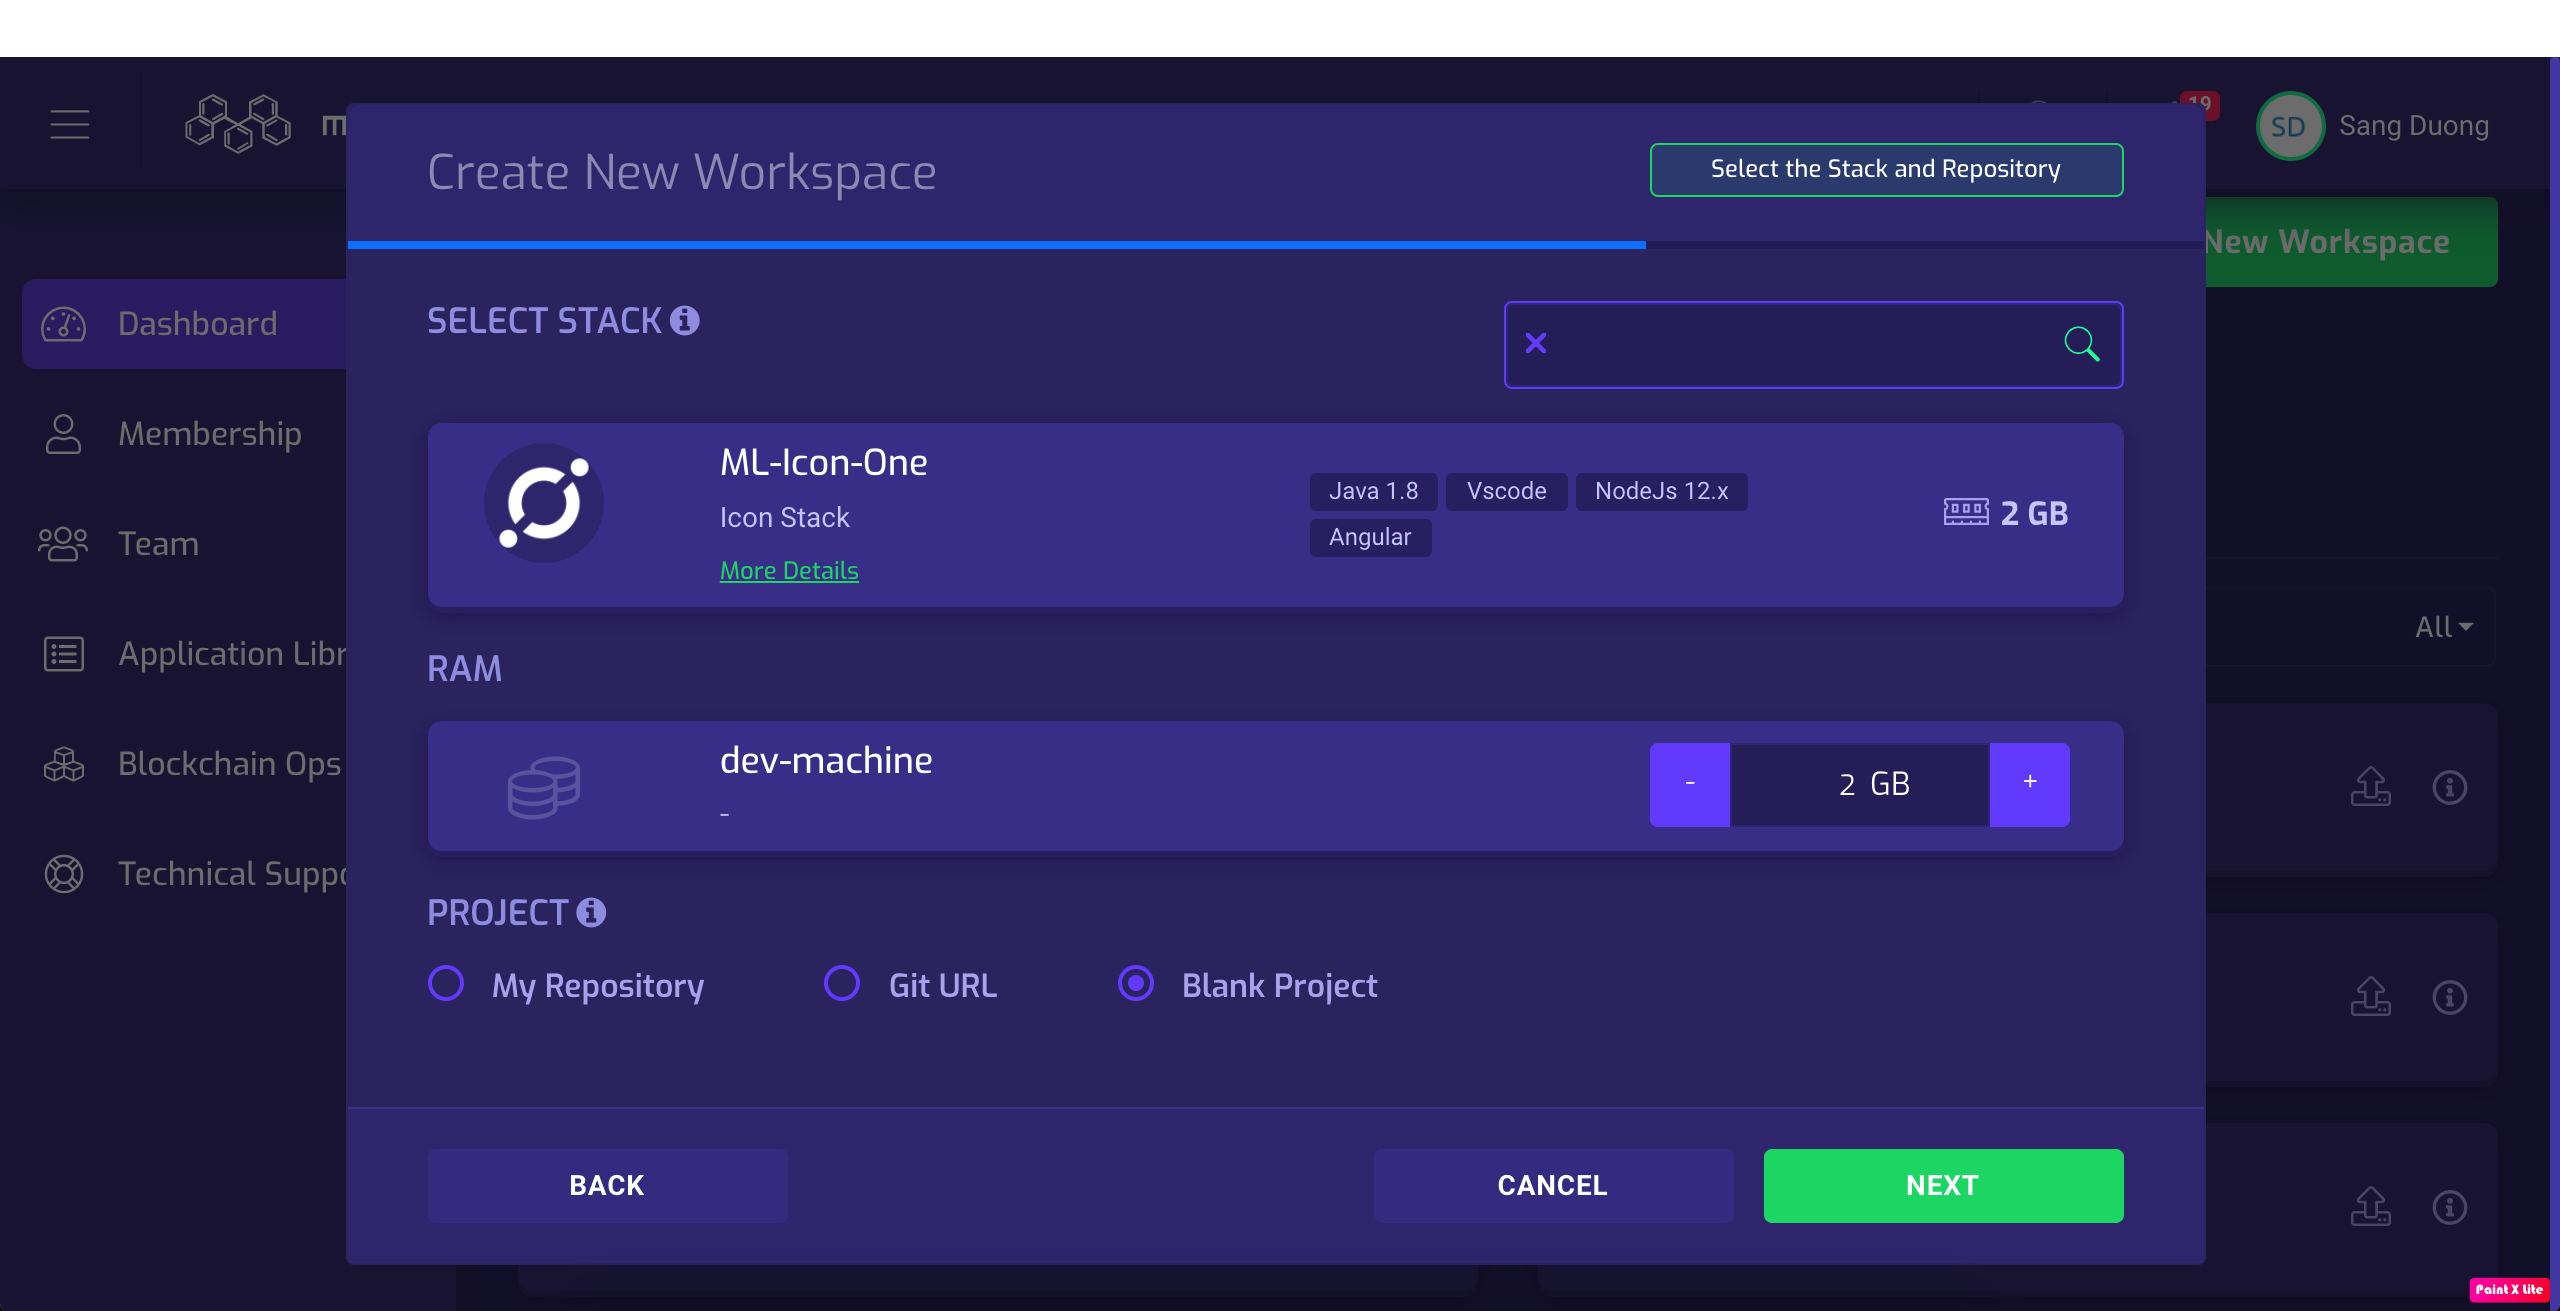 m
19
SD
Sang Duong
Create New Workspace
Select the Stack and Repository
New Workspace
Dashboard
Membership
Team
Application Libr
Blockchain Ops
Technical Suppo
SELECT STACK
ML-Icon-One
Icon Stack
More Details
Java 1.8
Vscode
NodeJs 12.x
Angular
2 GB
RAM
All
dev-machine
-
-
2 GB
+
PROJECT
My Repository
Git URL
Blank Project
BACK
CANCEL
NEXT
Paint X Lite